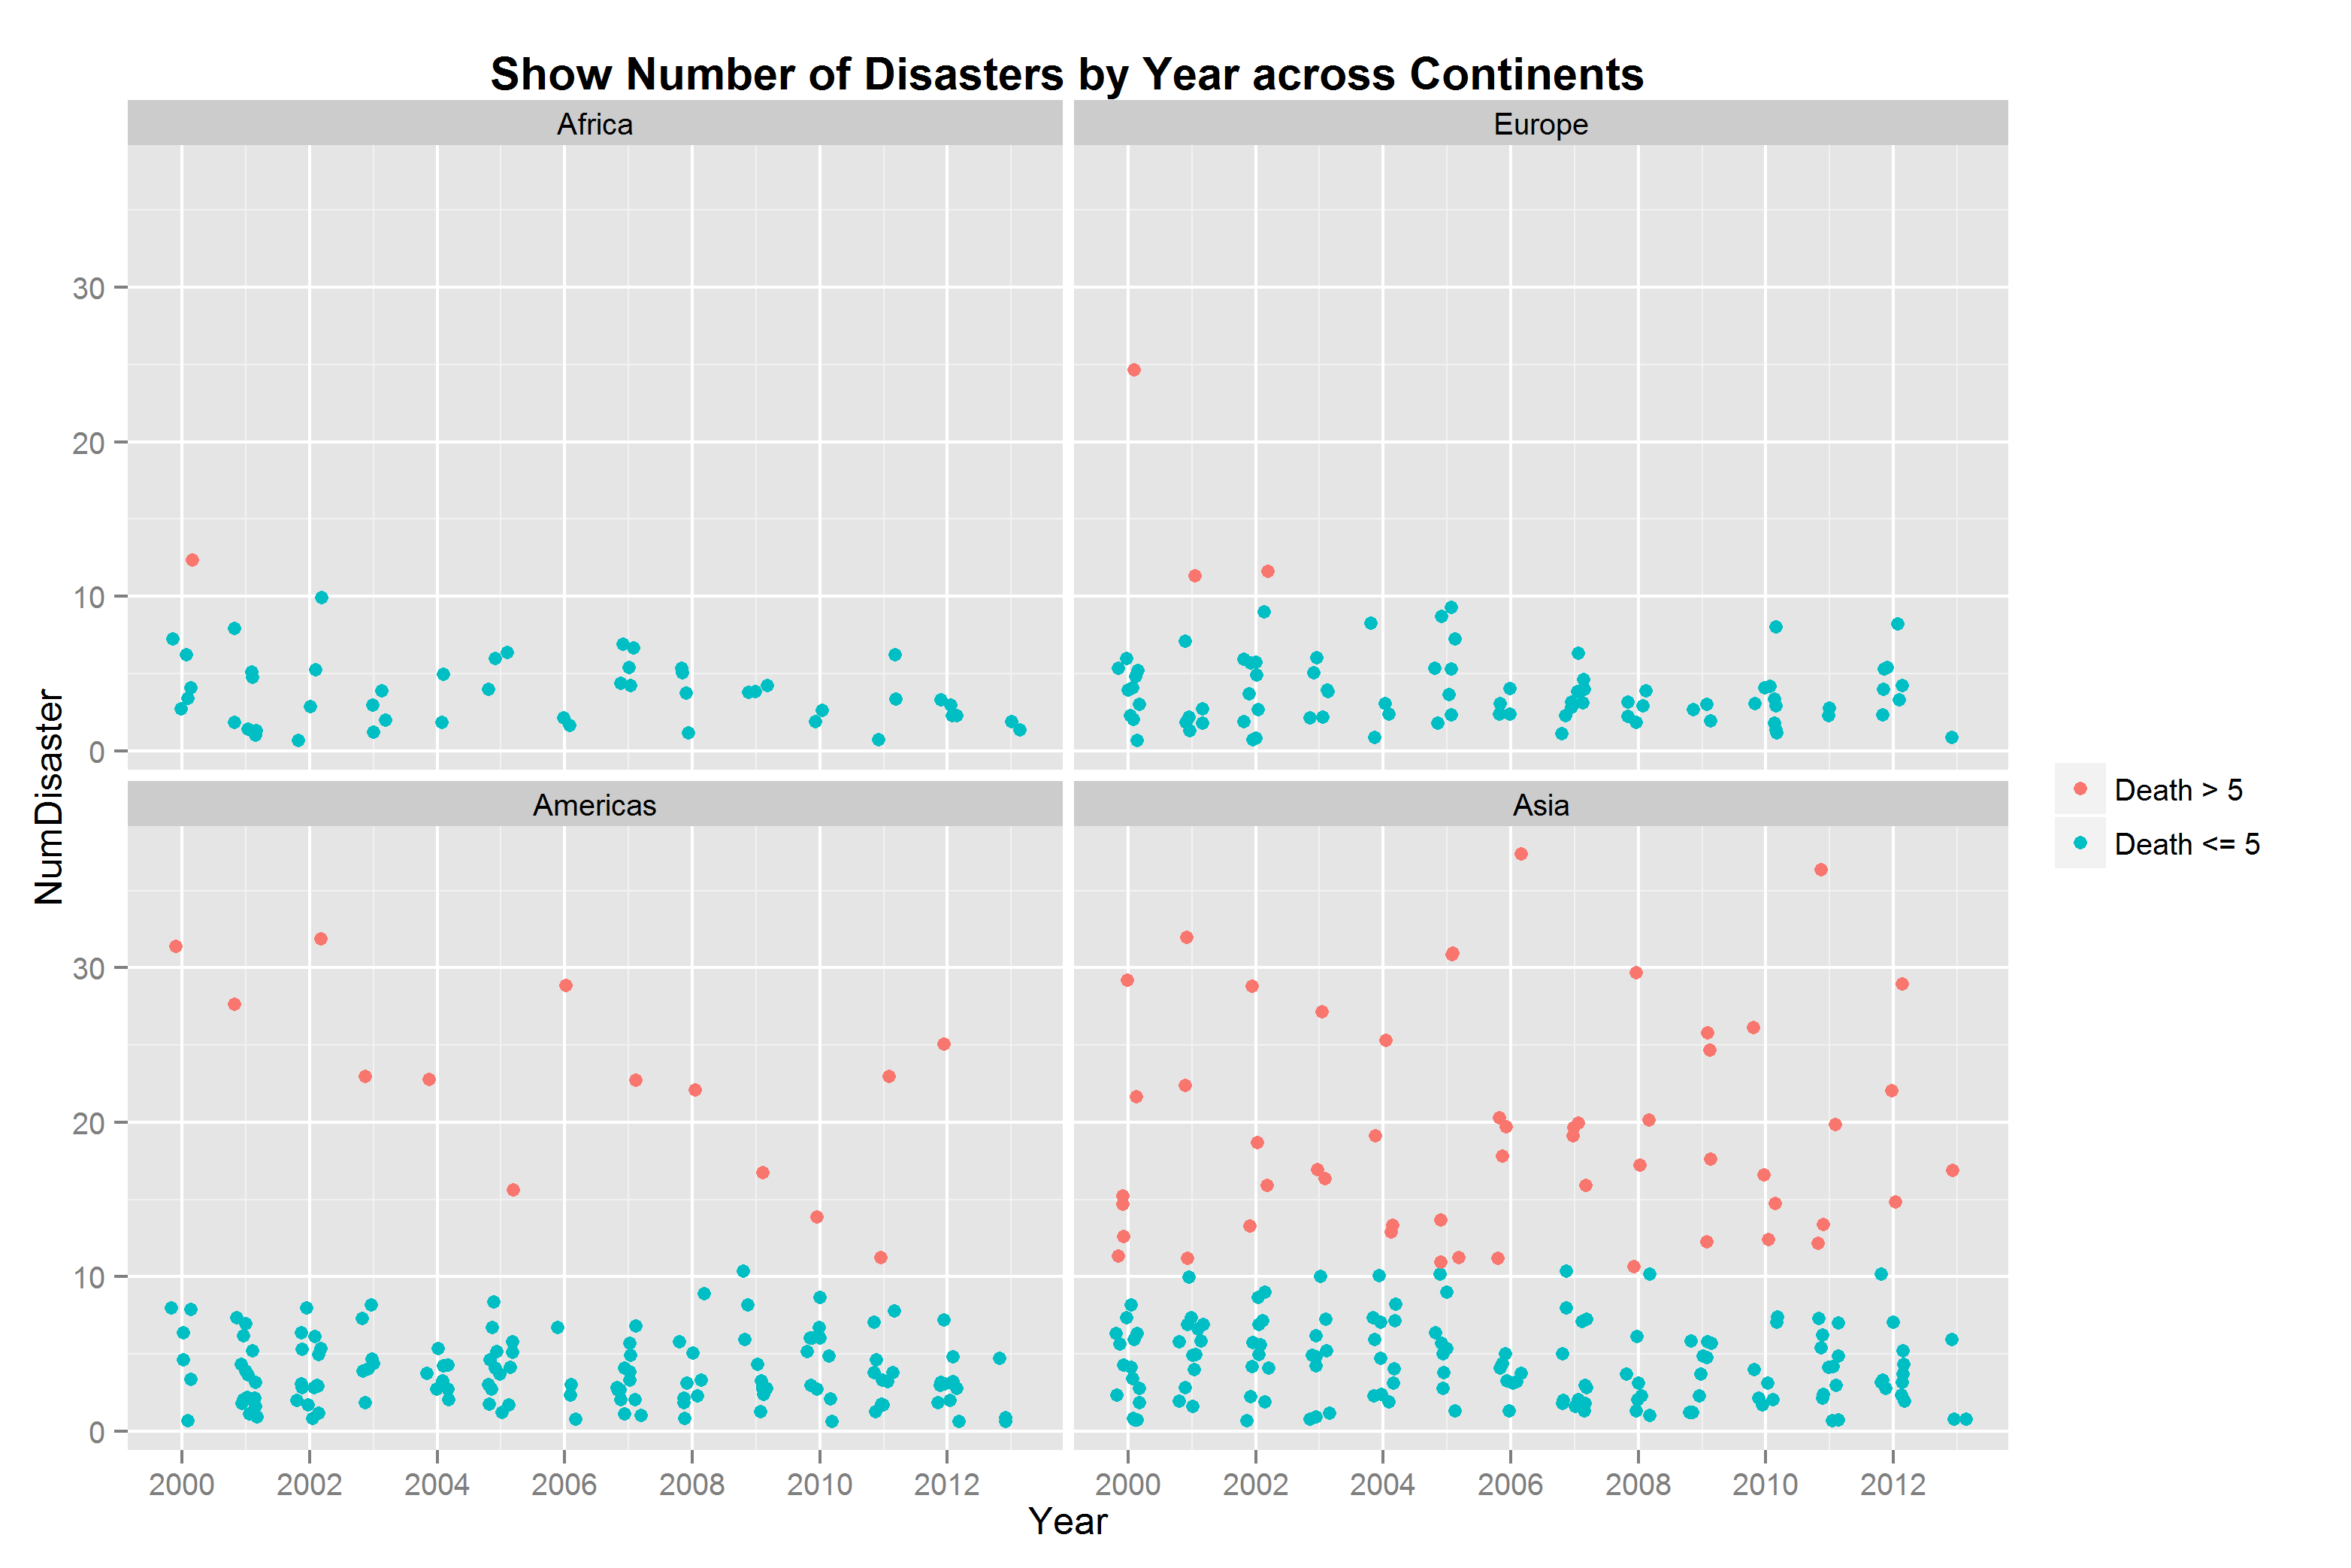 Show Number of Disasters by Year across Continents
Africa
Europe
30
20
10
0
NumDisaster
Americas
Asia
30
20
10
0
2000 2002 2004 2006 2008 2010 2012
2000 2002 2004 2006 2008 2010 2012
Year
Death > 5
Death <= 5